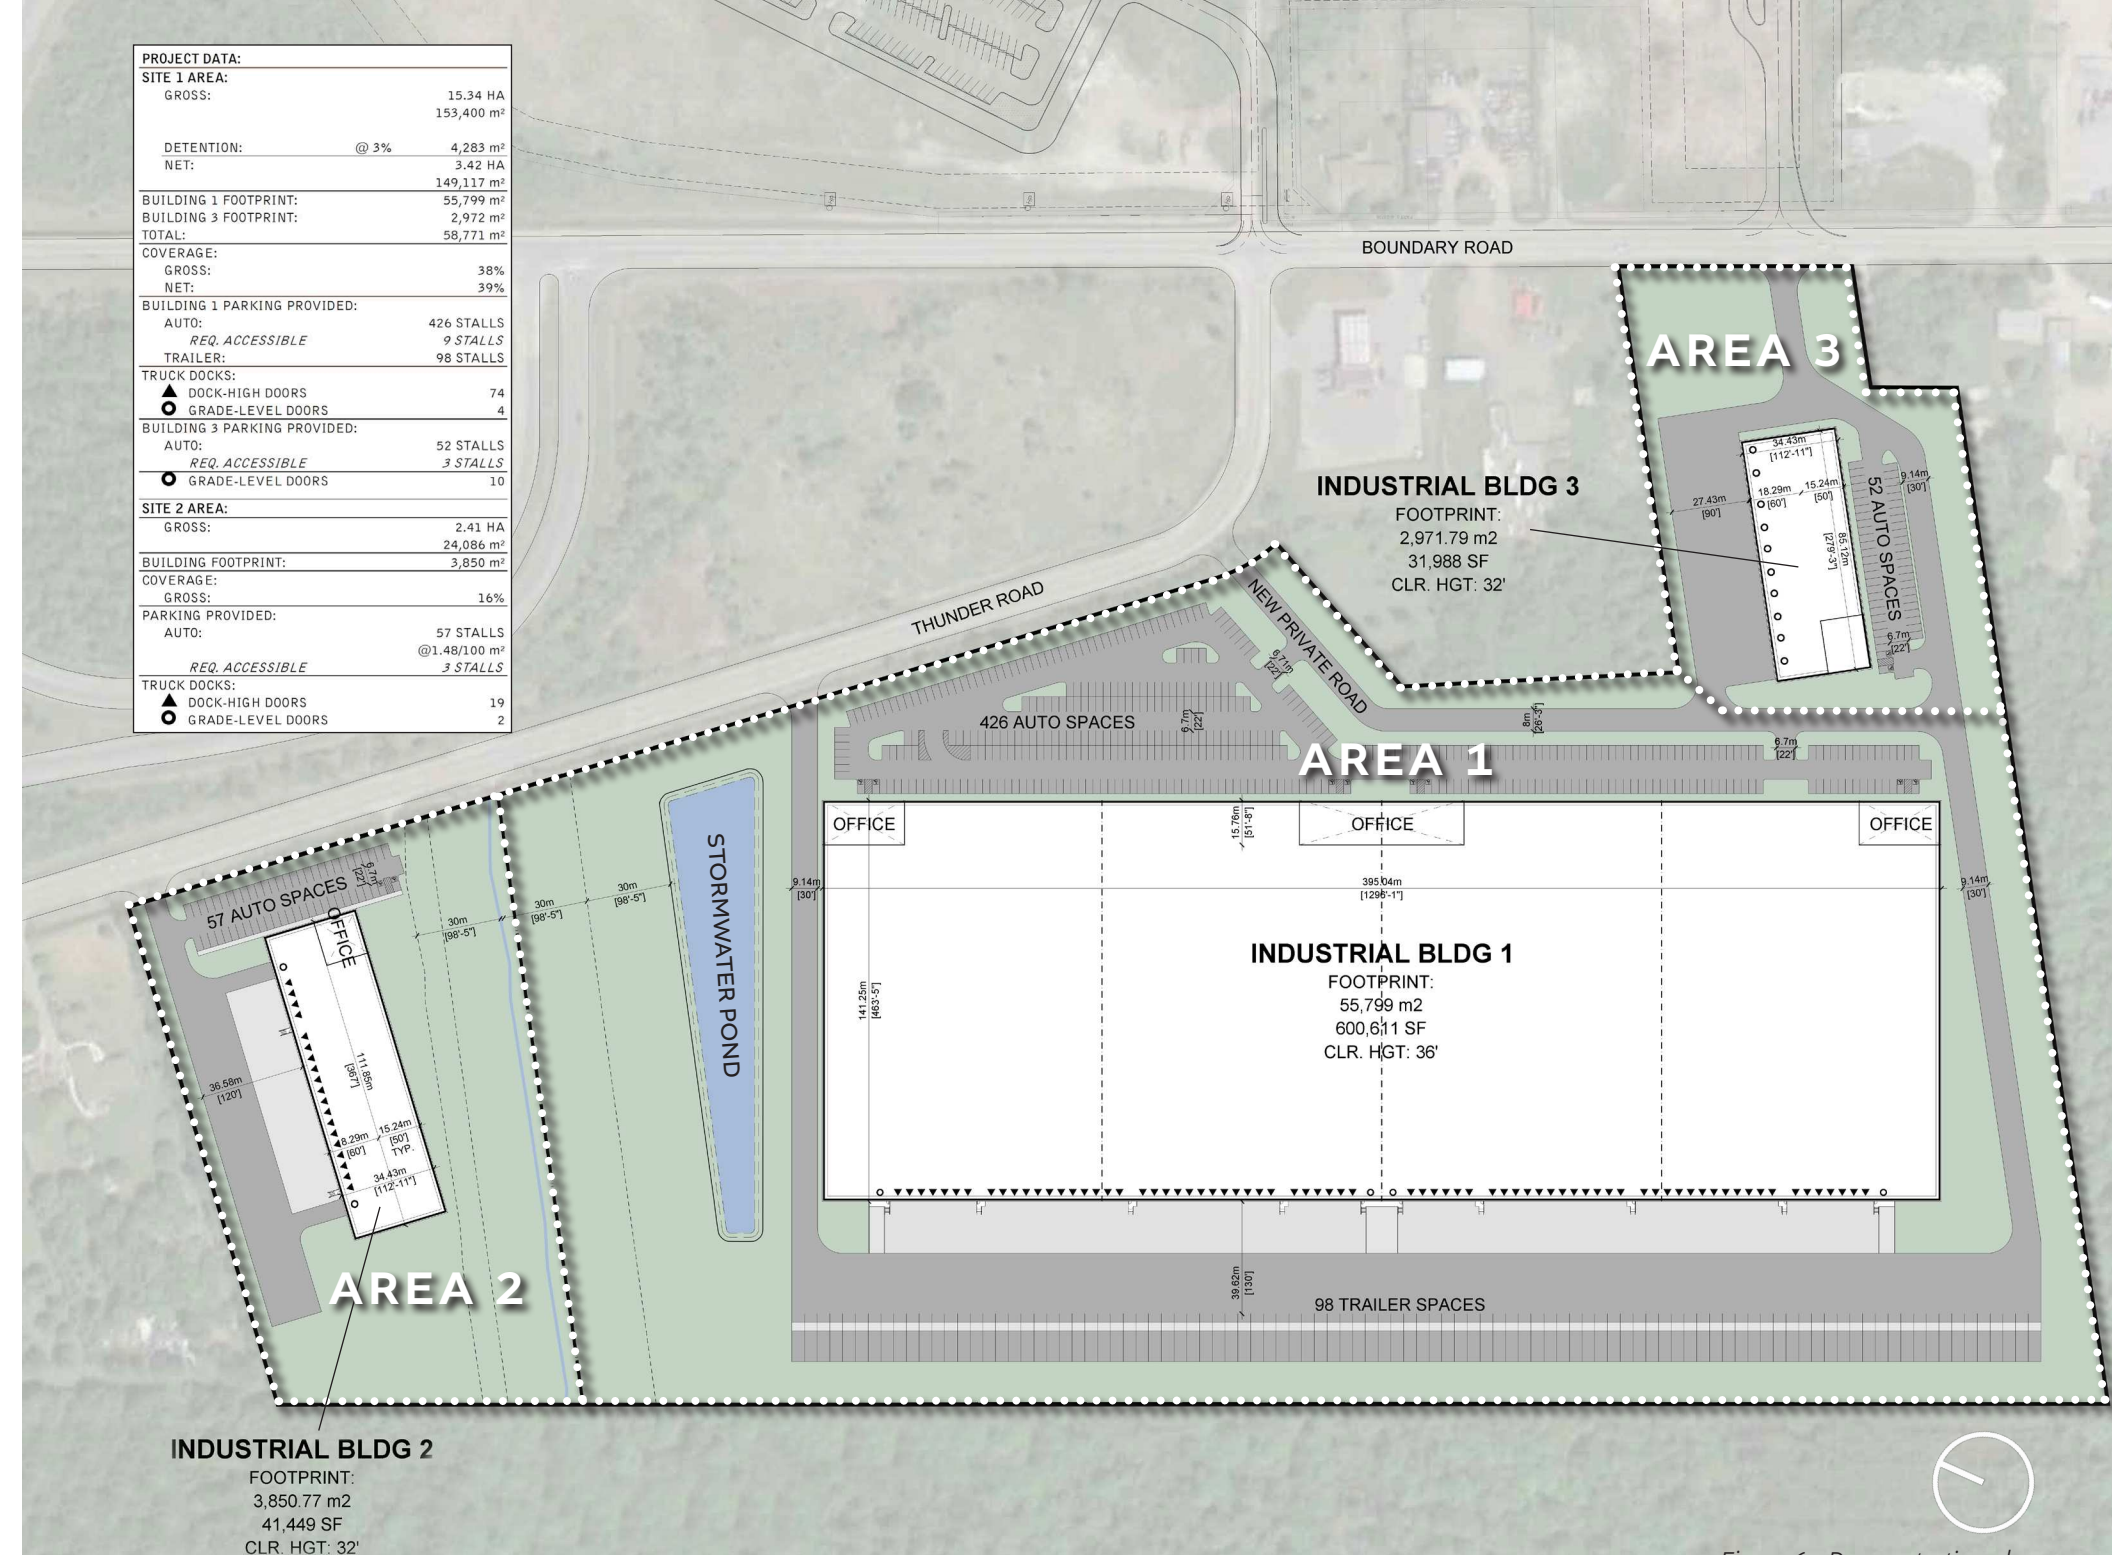 PROJECT DATA:
SITE 1 AREA:
GROSS: 15.34 HA
153,400 m²
DETENTION: @ 3% 4,283 m²
NET: 3.42 HA
149,117 m²
BUILDING 1 FOOTPRINT: 55,799 m²
BUILDING 3 FOOTPRINT: 2,972 m²
TOTAL: 58,771 m²
COVERAGE:
GROSS: 38%
NET: 39%
BUILDING 1 PARKING PROVIDED:
AUTO: 426 STALLS
REQ. ACCESSIBLE 9 STALLS
TRAILER: 98 STALLS
TRUCK DOCKS:
DOCK-HIGH DOORS 74
GRADE-LEVEL DOORS 4
BUILDING 3 PARKING PROVIDED:
AUTO: 52 STALLS
REQ. ACCESSIBLE 3 STALLS
GRADE-LEVEL DOORS 10
SITE 2 AREA:
GROSS: 2.41 HA
24,086 m²
BUILDING FOOTPRINT: 3,850 m²
COVERAGE:
GROSS: 16%
PARKING PROVIDED:
AUTO: 57 STALLS
@1.48/100 m²
REQ. ACCESSIBLE 3 STALLS
TRUCK DOCKS:
DOCK-HIGH DOORS 19
GRADE-LEVEL DOORS 2
BOUNDARY ROAD
AREA 3
34.43m
[112'-11"]
18.29m
[60']
15.24m
[50']
9.14m
[30']
27.43m
[90']
85.12m
[279'-3"]
52 AUTO SPACES
6.7m
[22']
INDUSTRIAL BLDG 3
FOOTPRINT:
2,971.79 m2
31,988 SF
CLR. HGT: 32'
THUNDER ROAD
NEW PRIVATE ROAD
6.71m
[22']
426 AUTO SPACES
6.7m
[22']
8m
[26'-3"]
6.7m
[22']
AREA 1
OFFICE
15.76m
[51'-8"]
OFFICE
OFFICE
9.14m
[30']
395.04m
[1296'-1"]
9.14m
[30']
INDUSTRIAL BLDG 1
FOOTPRINT:
55,799 m2
600,611 SF
CLR. HGT: 36'
141.25m
[463'-5"]
39.62m
[130']
98 TRAILER SPACES
STORMWATER POND
30m
[98'-5"]
30m
[98'-5"]
30m
[98'-5"]
57 AUTO SPACES
6.7m
[22']
OFFICE
111.85m
[367']
36.58m
[120']
8.29m
[60']
15.24m
[50']
TYP.
34.43m
[112'-11"]
AREA 2
INDUSTRIAL BLDG 2
FOOTPRINT:
3,850.77 m2
41,449 SF
CLR. HGT: 32'